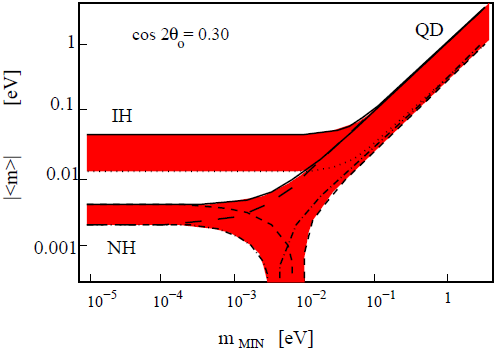 QD
cos 2θo = 0.30
1
0.1
IH
0.01
NH
0.001
|<m>| [eV]
10⁻⁵ 10⁻⁴ 10⁻³ 10⁻² 10⁻¹ 1
m MIN [eV]